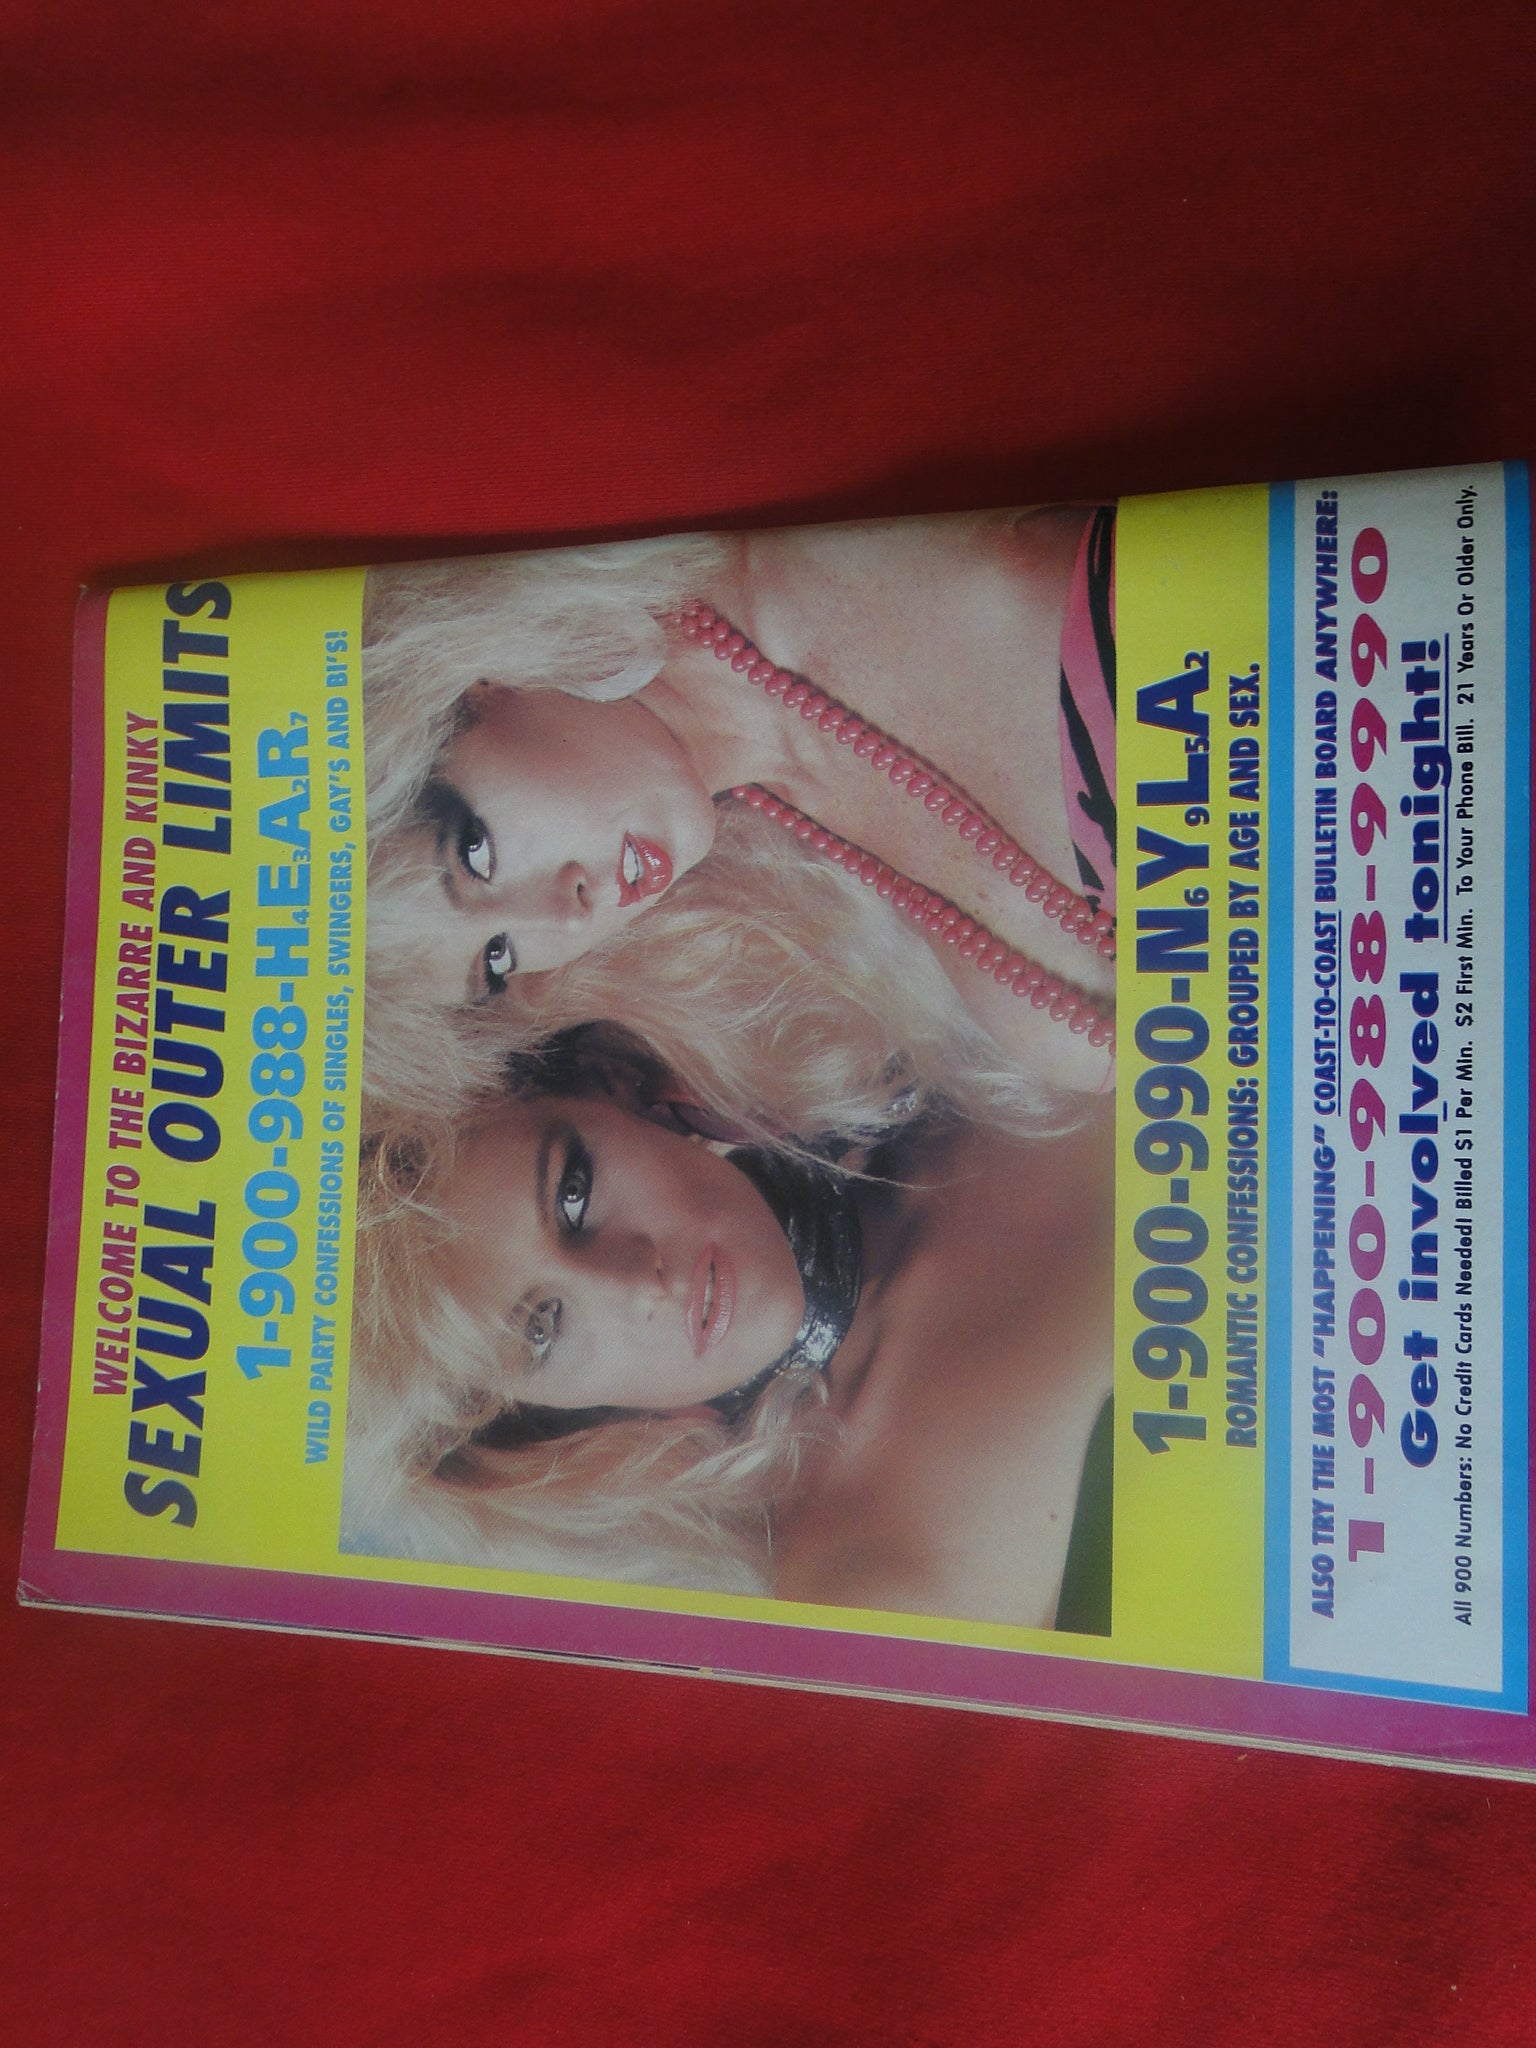 WELCOME TO THE BIZARRE AND KINKY
SEXUAL OUTER LIMITS
1-900-988-H4E3A2R7
WILD PARTY CONFESSIONS OF SINGLES, SWINGERS, GAY'S AND BI'S!
1-900-990-N6Y9L5A2
ROMANTIC CONFESSIONS: GROUPED BY AGE AND SEX.
ALSO TRY THE MOST "HAPPENING" COAST-TO-COAST BULLETIN BOARD ANYWHERE:
1-900-988-9990
Get involved tonight!
All 900 Numbers: No Credit Cards Needed! Billed $1 Per Min. $2 First Min. To Your Phone Bill. 21 Years Or Older Only.